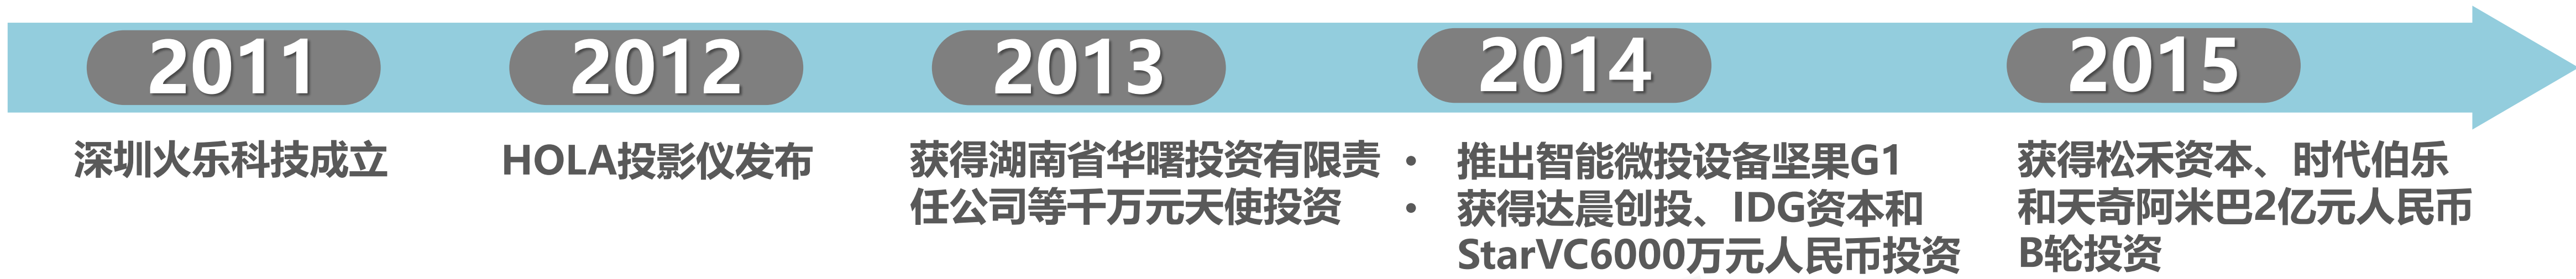 2011
深圳火乐科技成立
2012
HOLA投影仪发布
2013
获得湖南省华曙投资有限责
任公司等千万元天使投资
2014
• 推出智能微投设备坚果G1
• 获得达晨创投、IDG资本和
StarVC6000万元人民币投资
2015
获得松禾资本、时代伯乐
和天奇阿米巴2亿元人民币
B轮投资